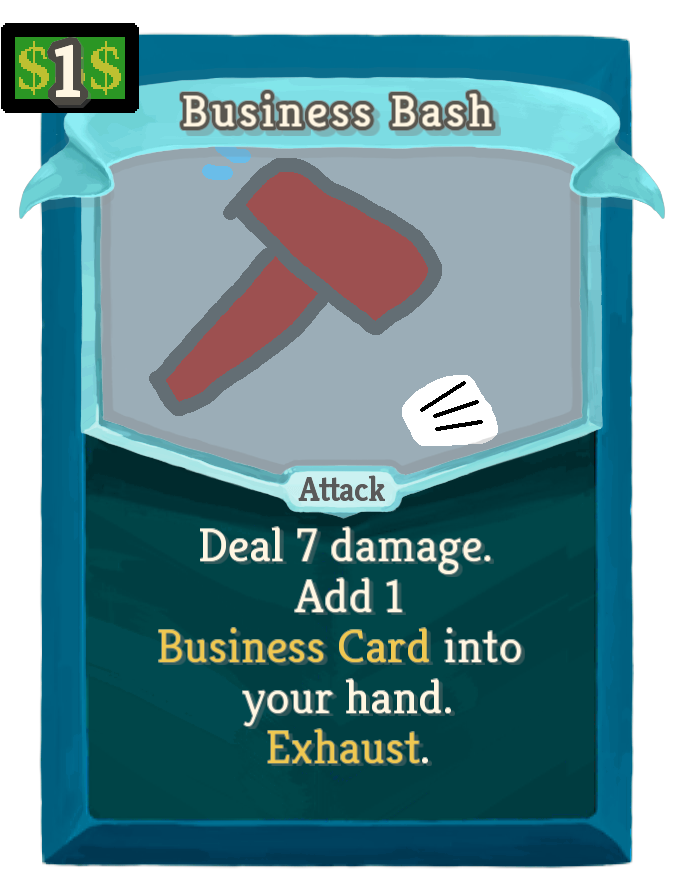 $1$
Business Bash
Attack
Deal 7 damage.
Add 1
Business Card into
your hand.
Exhaust.